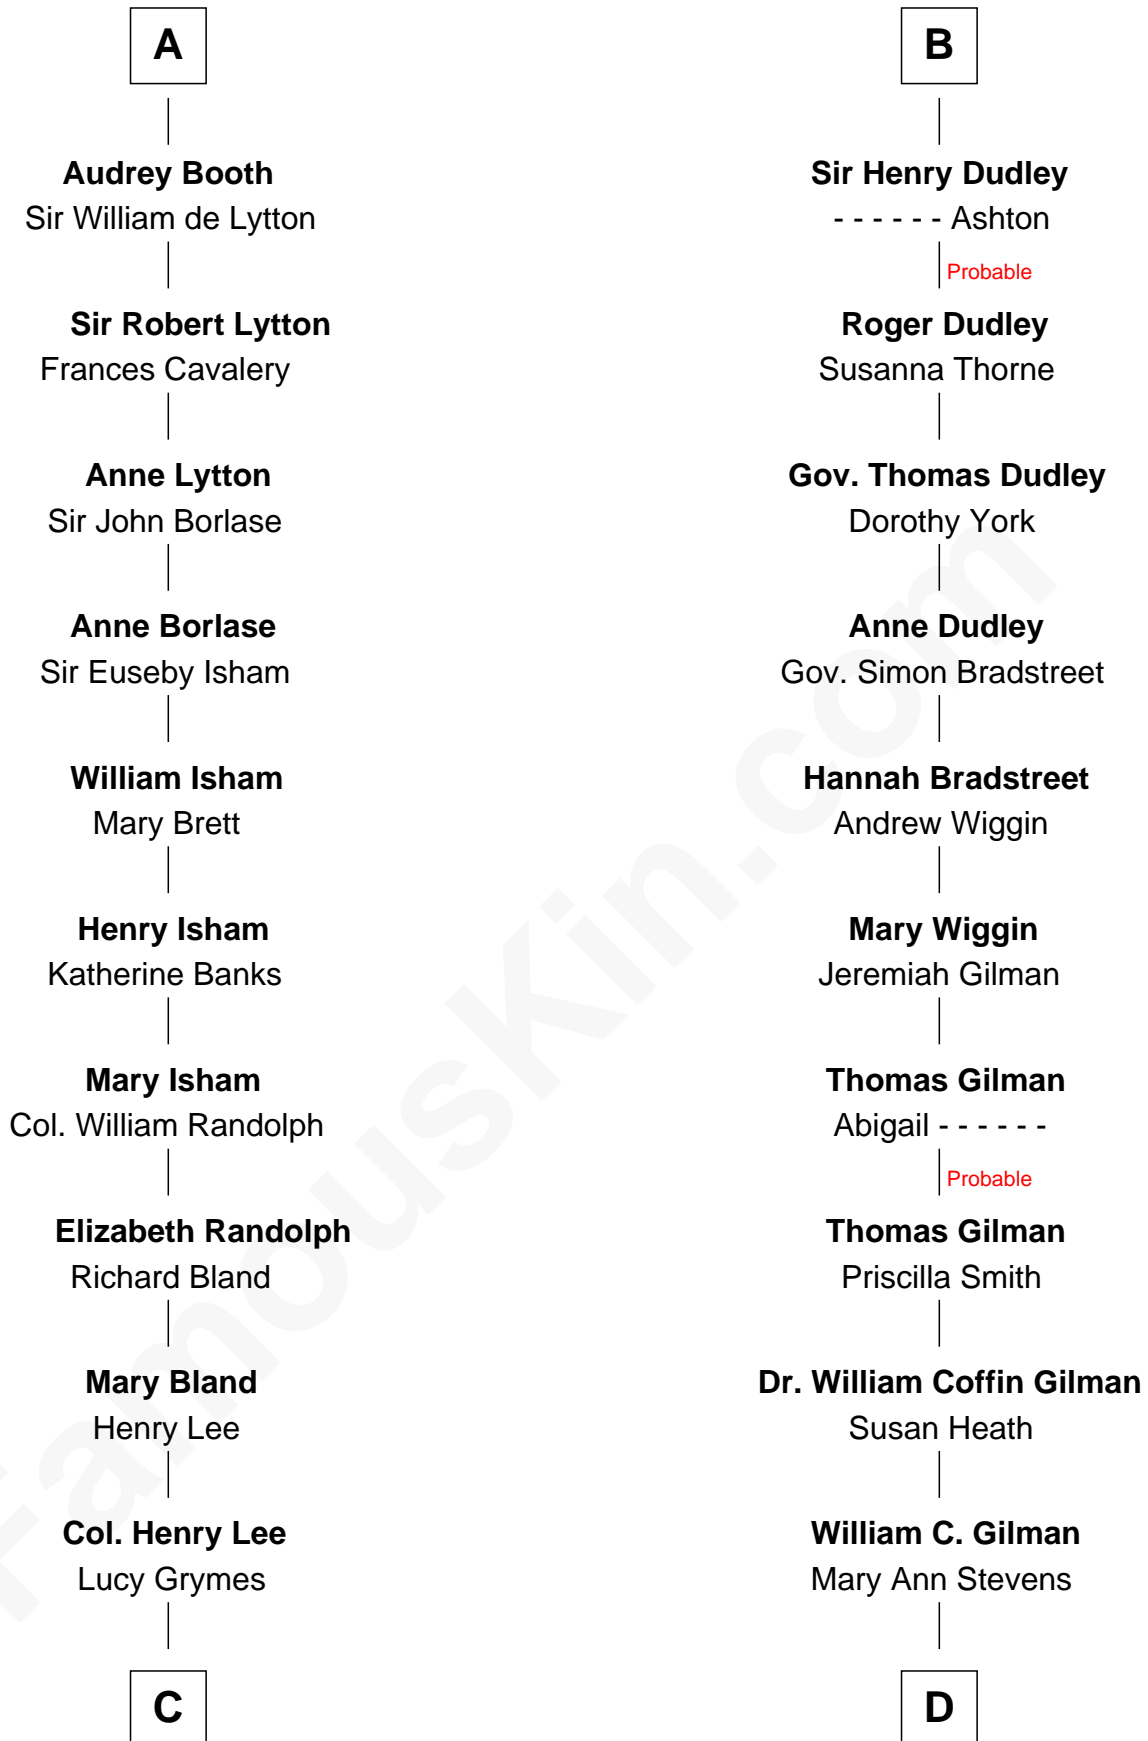 A
Audrey Booth
Sir William de Lytton
Sir Robert Lytton
Frances Cavalery
Anne Lytton
Sir John Borlase
Anne Borlase
Sir Euseby Isham
William Isham
Mary Brett
Henry Isham
Katherine Banks
Mary Isham
Col. William Randolph
Elizabeth Randolph
Richard Bland
Mary Bland
Henry Lee
Col. Henry Lee
Lucy Grymes
C
B
Sir Henry Dudley
- - - - - - Ashton
Probable
Roger Dudley
Susanna Thorne
Gov. Thomas Dudley
Dorothy York
Anne Dudley
Gov. Simon Bradstreet
Hannah Bradstreet
Andrew Wiggin
Mary Wiggin
Jeremiah Gilman
Thomas Gilman
Abigail - - - - - -
Probable
Thomas Gilman
Priscilla Smith
Dr. William Coffin Gilman
Susan Heath
William C. Gilman
Mary Ann Stevens
D
FamousKin.com